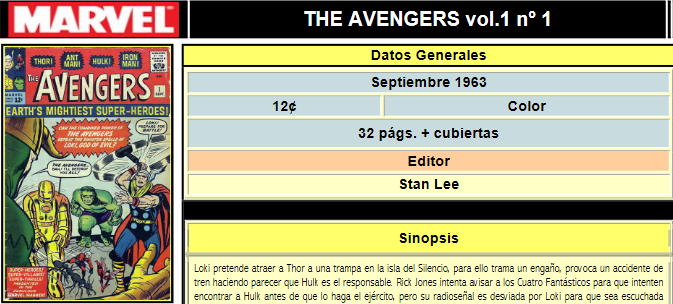 MARVEL
THE AVENGERS vol.1 nº 1
THOR! ANT MAN! HULK! IRON MAN!
THE AVENGERS
1
12¢
EARTH'S MIGHTIEST SUPER-HEROES!
CAN THE COMBINED POWER OF
THE AVENGERS
DEFEAT THE SINISTER SPELLS OF
LOKI, GOD OF EVIL?
Datos Generales
Septiembre 1963
12¢ Color
32 págs. + cubiertas
Editor
Stan Lee
Sinopsis
Loki pretende atraer a Thor a una trampa en la isla del Silencio, para ello trama un engaño, provoca un accidente de
tren haciendo parecer que Hulk es el responsable. Rick Jones intenta avisar a los Cuatro Fantásticos para que intenten
encontrar a Hulk antes de que lo haga el ejército, pero su radioseñal es desviada por Loki para que sea escuchada